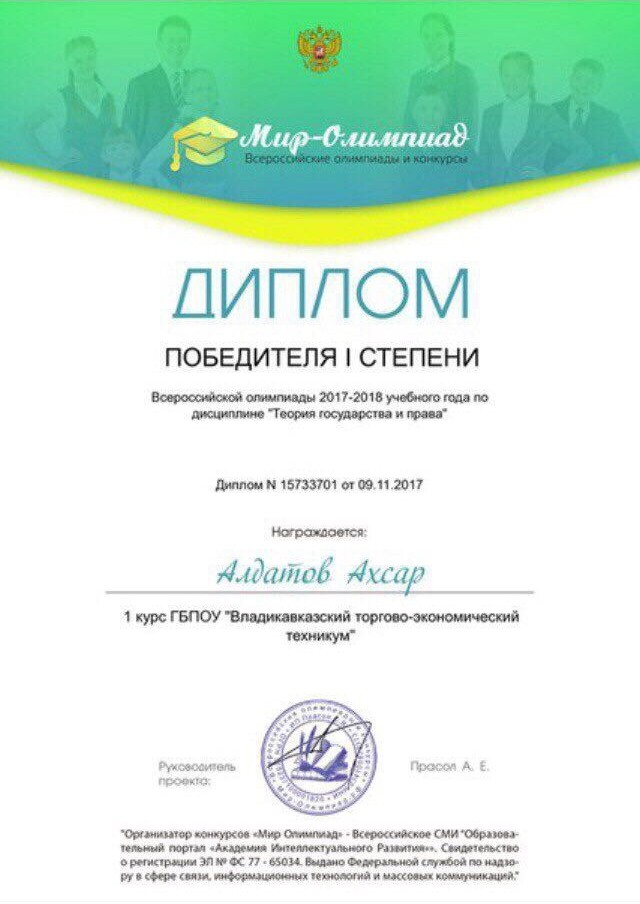 Мир-Олимпиад
Всероссийские олимпиады и конкурсы
ДИПЛОМ
ПОБЕДИТЕЛЯ I СТЕПЕНИ
Всероссийской олимпиады 2017-2018 учебного года по
дисциплине "Теория государства и права"
Диплом N 15733701 от 09.11.2017
Награждается:
Алдатов Ахсар
1 курс ГБПОУ "Владикавказский торгово-экономический
техникум"
Руководитель
проекта:
Прасол А. Е.
"Организатор конкурсов «Мир Олимпиад» - Всероссийское СМИ "Образова-
тельный портал «Академия Интеллектуального Развития»». Свидетельство
о регистрации ЭЛ № ФС 77 - 65034. Выдано Федеральной службой по надзо-
ру в сфере связи, информационных технологий и массовых коммуникаций."